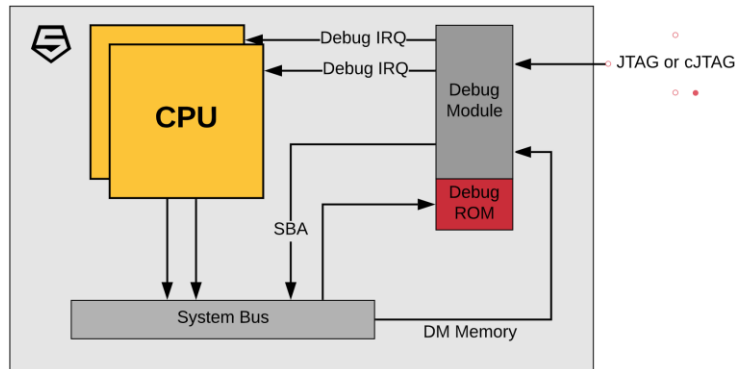 Debug IRQ
Debug IRQ
CPU
Debug
Module
JTAG or cJTAG
Debug
ROM
SBA
System Bus
DM Memory